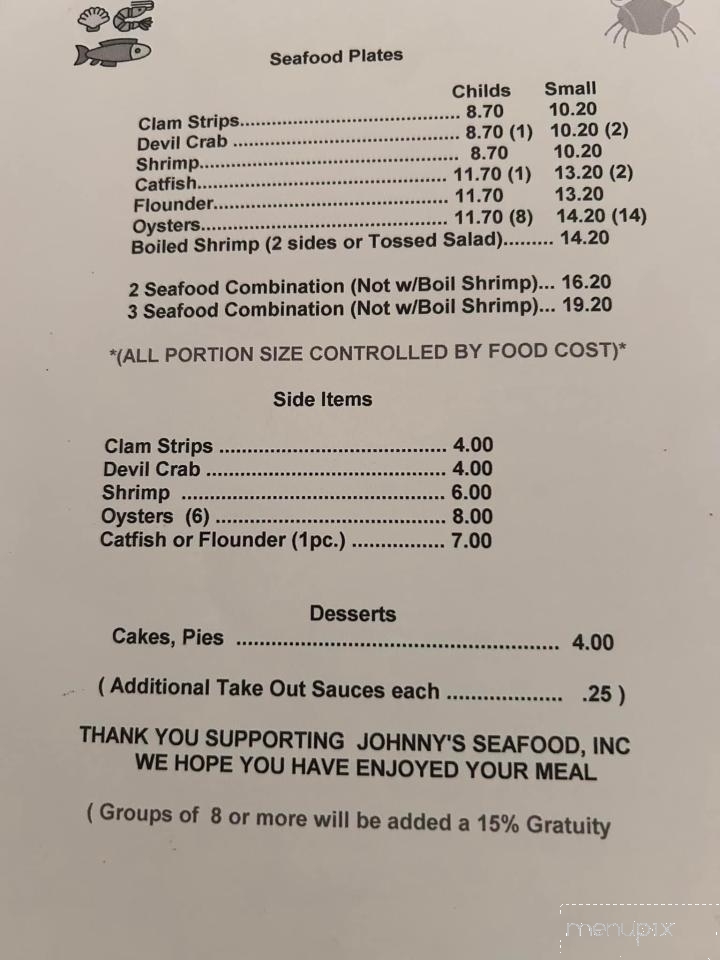 Seafood Plates
Childs Small
Clam Strips........................................ 8.70 10.20
Devil Crab ......................................... 8.70 (1) 10.20 (2)
Shrimp................................................ 8.70 10.20
Catfish............................................. 11.70 (1) 13.20 (2)
Flounder........................................... 11.70 13.20
Oysters............................................. 11.70 (8) 14.20 (14)
Boiled Shrimp (2 sides or Tossed Salad)......... 14.20
2 Seafood Combination (Not w/Boil Shrimp)... 16.20
3 Seafood Combination (Not w/Boil Shrimp)... 19.20
*(ALL PORTION SIZE CONTROLLED BY FOOD COST)*
Side Items
Clam Strips ...................................... 4.00
Devil Crab ........................................ 4.00
Shrimp ............................................ 6.00
Oysters (6) ...................................... 8.00
Catfish or Flounder (1pc.) ................ 7.00
Desserts
Cakes, Pies ..................................................... 4.00
( Additional Take Out Sauces each ................... .25 )
THANK YOU SUPPORTING JOHNNY'S SEAFOOD, INC
WE HOPE YOU HAVE ENJOYED YOUR MEAL
( Groups of 8 or more will be added a 15% Gratuity
menupix